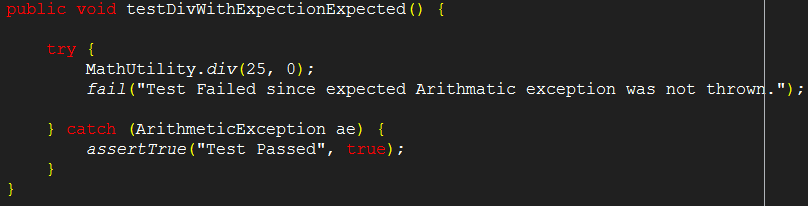 public void testDivWithExpectionExpected() {
try {
MathUtility.div(25, 0);
fail("Test Failed since expected Arithmatic exception was not thrown.");
} catch (ArithmeticException ae) {
assertTrue("Test Passed", true);
}
}